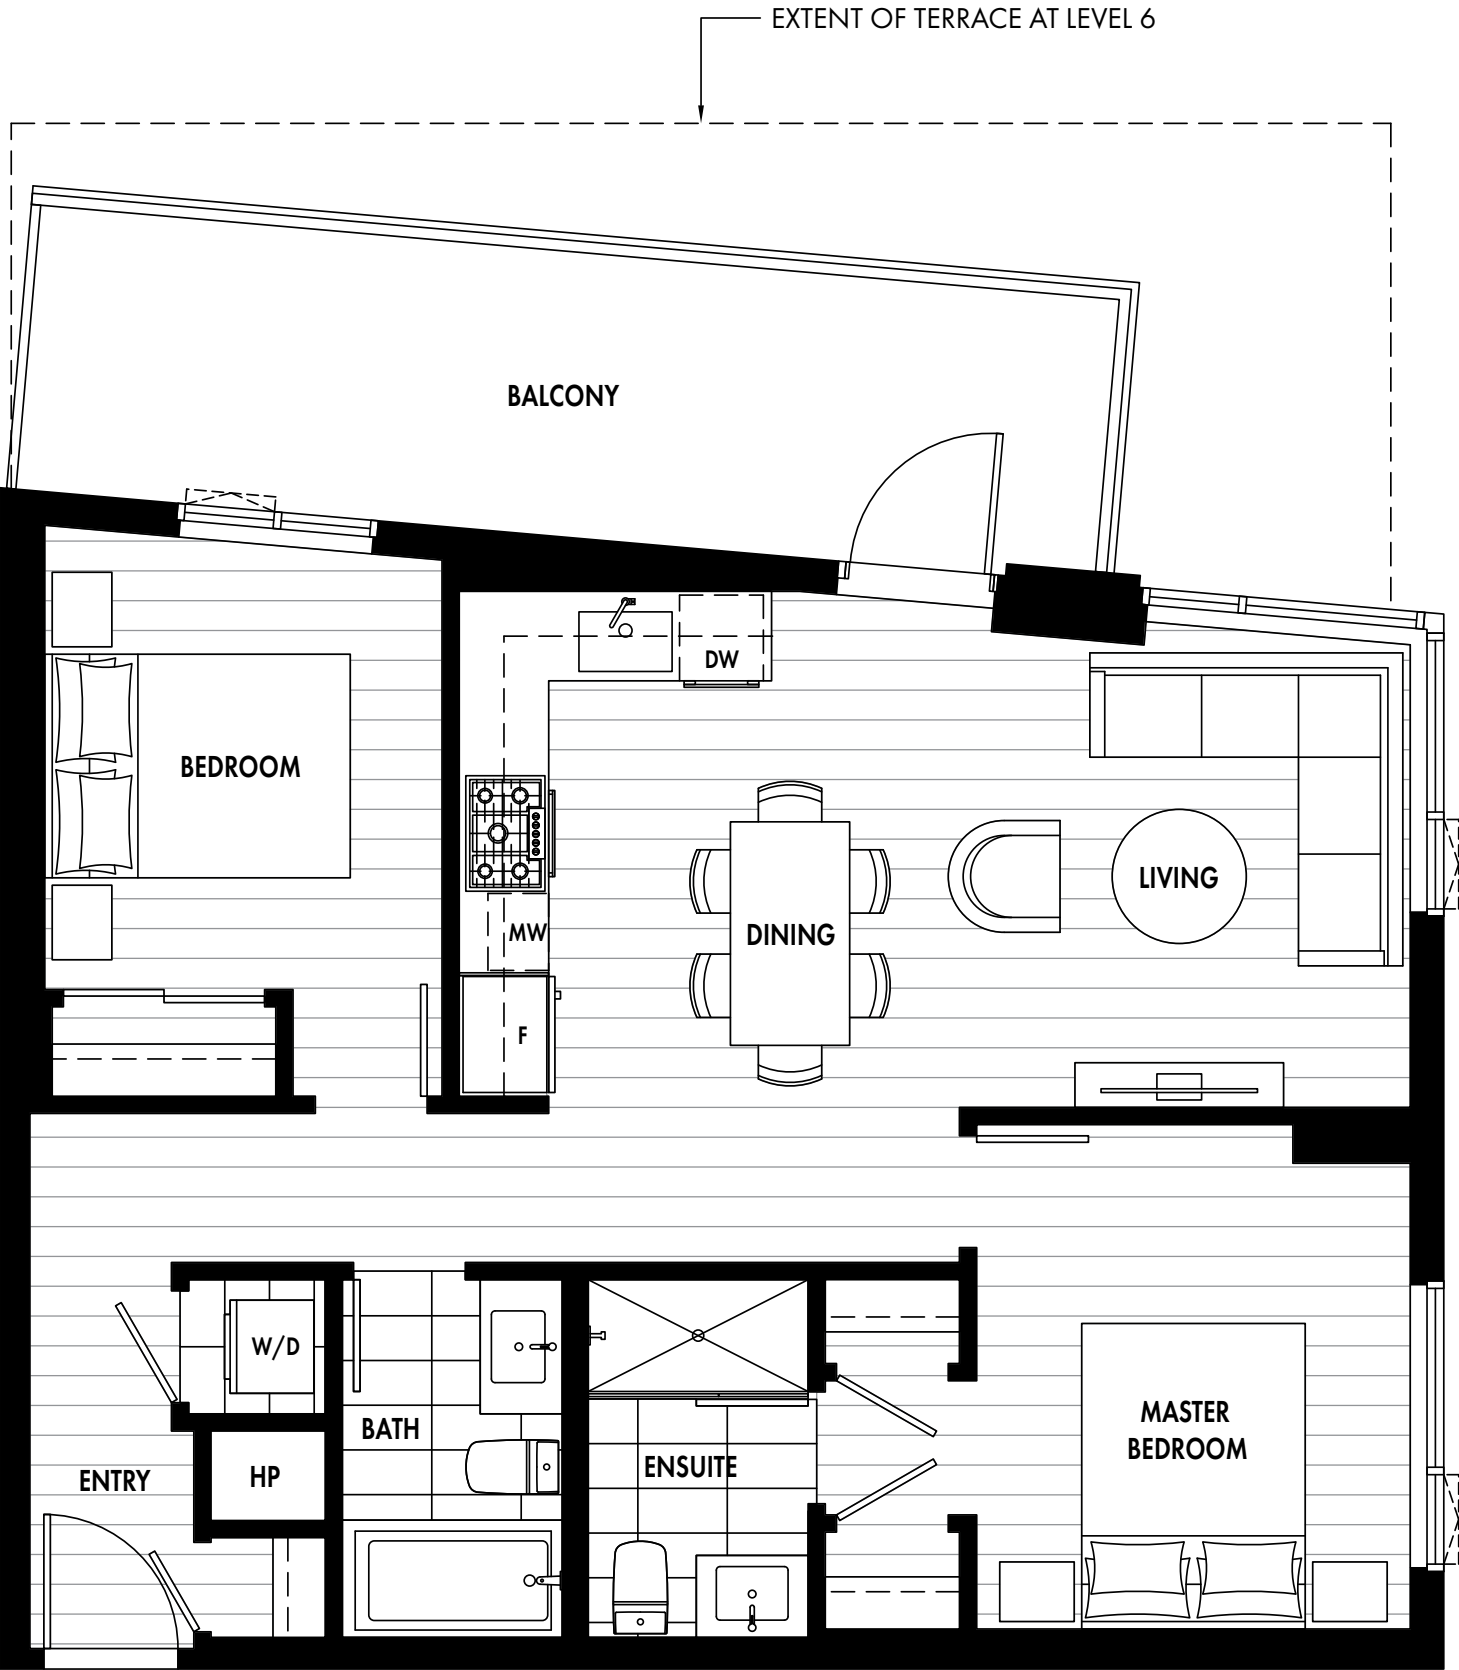 EXTENT OF TERRACE AT LEVEL 6
BALCONY
DW
BEDROOM
LIVING
MW
DINING
F
W/D
MASTER
BEDROOM
BATH
ENSUITE
HP
ENTRY